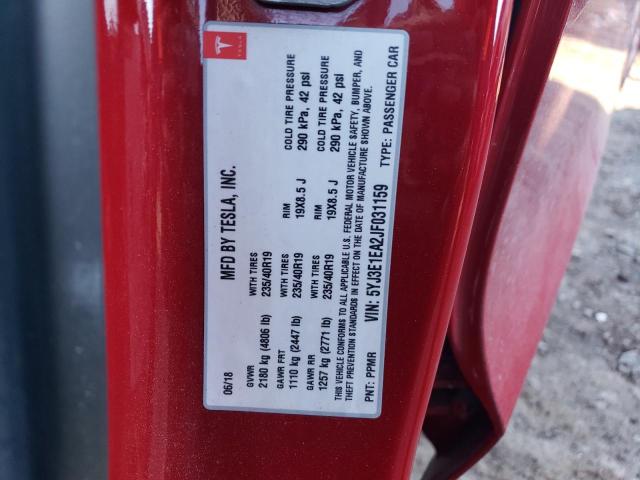 TESLA
MFD BY TESLA, INC.
06/18
GVWR WITH TIRES RIM COLD TIRE PRESSURE
2180 kg (4806 lb) 235/40R19 19X8.5 J 290 kPa, 42 psi
GAWR FRT WITH TIRES
1110 kg (2447 lb) 235/40R19
GAWR RR WITH TIRES RIM COLD TIRE PRESSURE
1257 kg (2771 lb) 235/40R19 19X8.5 J 290 kPa, 42 psi
THIS VEHICLE CONFORMS TO ALL APPLICABLE U.S. FEDERAL MOTOR VEHICLE SAFETY, BUMPER, AND
THEFT PREVENTION STANDARDS IN EFFECT ON THE DATE OF MANUFACTURE SHOWN ABOVE.
VIN: 5YJ3E1EA2JF031159 TYPE: PASSENGER CAR
PNT: PPMR